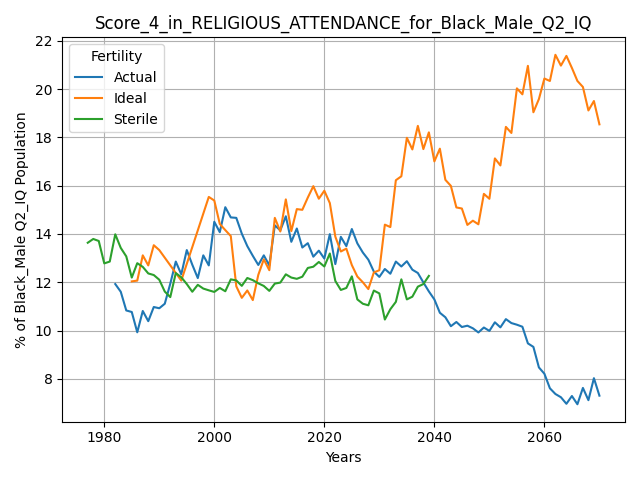 Score_4_in_RELIGIOUS_ATTENDANCE_for_Black_Male_Q2_IQ
Fertility
Actual
Ideal
Sterile
% of Black_Male Q2_IQ Population
22
20
18
16
14
12
10
8
1980 2000 2020 2040 2060
Years